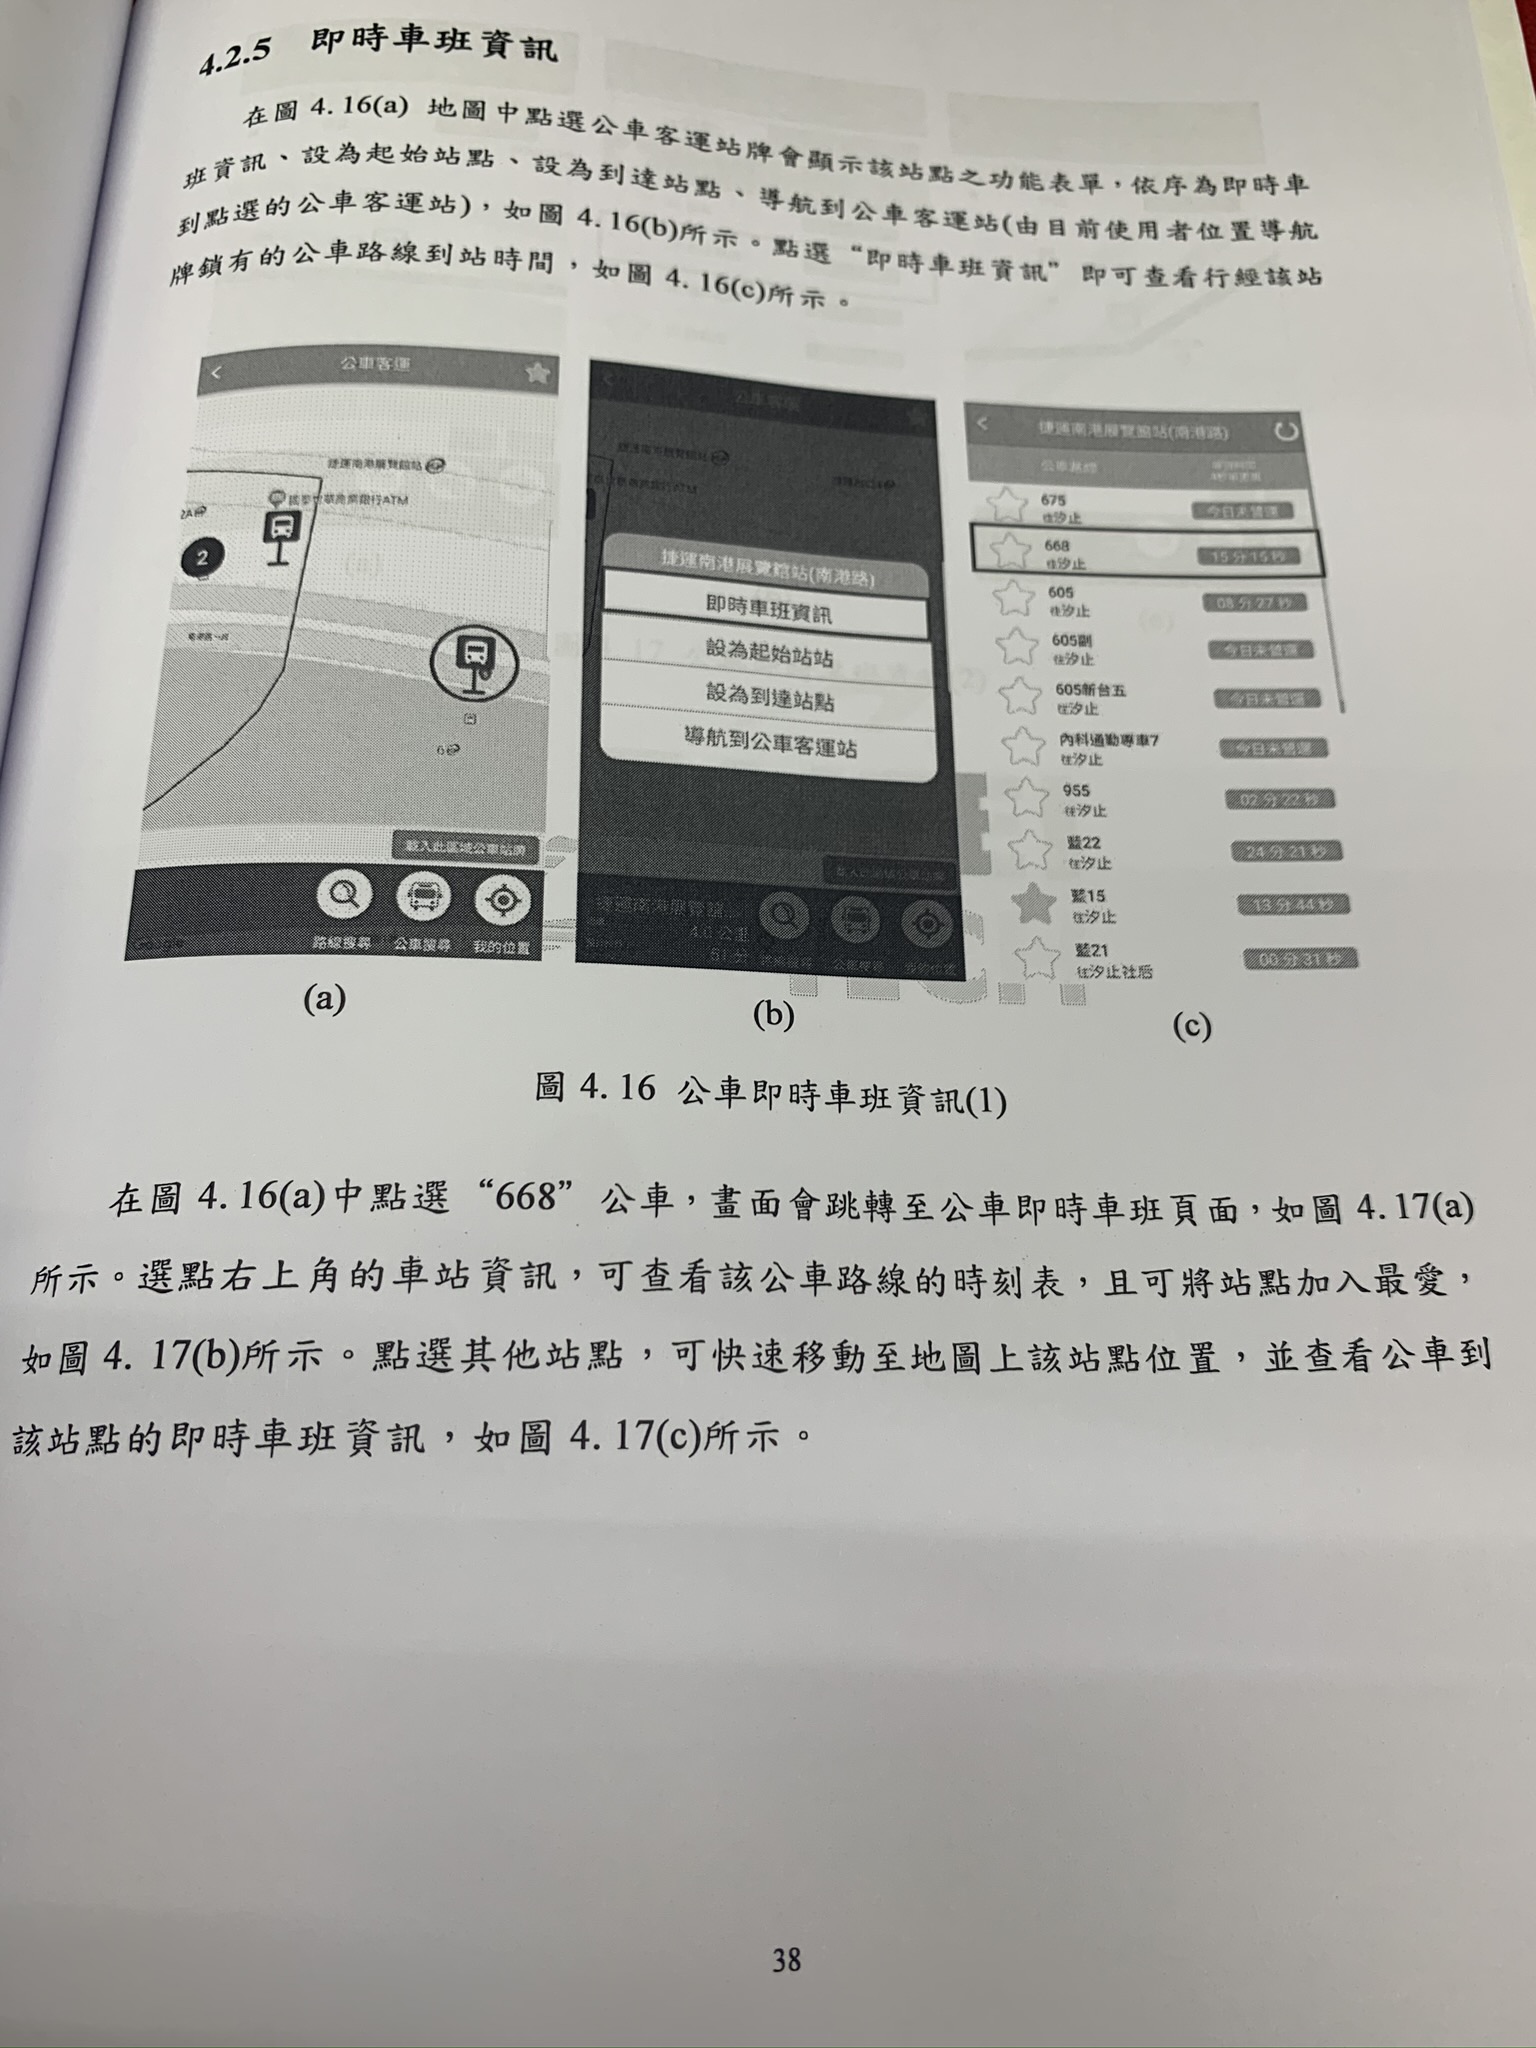 4.2.5 即時車班資訊
在圖 4.16(a) 地圖中點選公車客運站牌會顯示該站點之功能表單，依序為即時車
班資訊、設為起始站點、設為到達站點、導航到公車客運站(由目前使用者位置導航
到點選的公車客運站)，如圖 4.16(b)所示。點選“即時車班資訊”即可查看行經該站
牌鎖有的公車路線到站時間，如圖 4.16(c)所示。
公車客運
捷運南港展覽館站
國泰世華商業銀行ATM
2
載入此區域公車站牌
路線搜尋
公車搜尋
我的位置
(a)
捷運南港展覽館站(南港路)
即時車班資訊
設為起始站站
設為到達站點
導航到公車客運站
(b)
捷運南港展覽館站(南港路)
公車路線
675
往汐止
今日未營運
668
往汐止
15 分 15 秒
605
往汐止
08 分 27 秒
605副
往汐止
今日未營運
605新台五
往汐止
今日未營運
內科通勤專車7
往汐止
今日未營運
955
往汐止
02 分 22 秒
藍22
往汐止
24 分 21 秒
藍15
往汐止
13 分 44 秒
藍21
往汐止社后
00 分 31 秒
(c)
圖 4.16 公車即時車班資訊(1)
在圖 4.16(a)中點選“668”公車，畫面會跳轉至公車即時車班頁面，如圖 4.17(a)
所示。選點右上角的車站資訊，可查看該公車路線的時刻表，且可將站點加入最愛，
如圖 4. 17(b)所示。點選其他站點，可快速移動至地圖上該站點位置，並查看公車到
該站點的即時車班資訊，如圖 4. 17(c)所示。
38